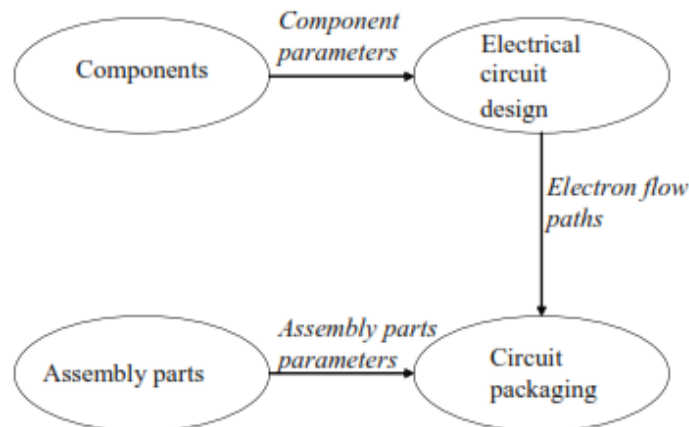 Components
Component
parameters
Electrical
circuit
design
Electron flow
paths
Assembly parts
Assembly parts
parameters
Circuit
packaging